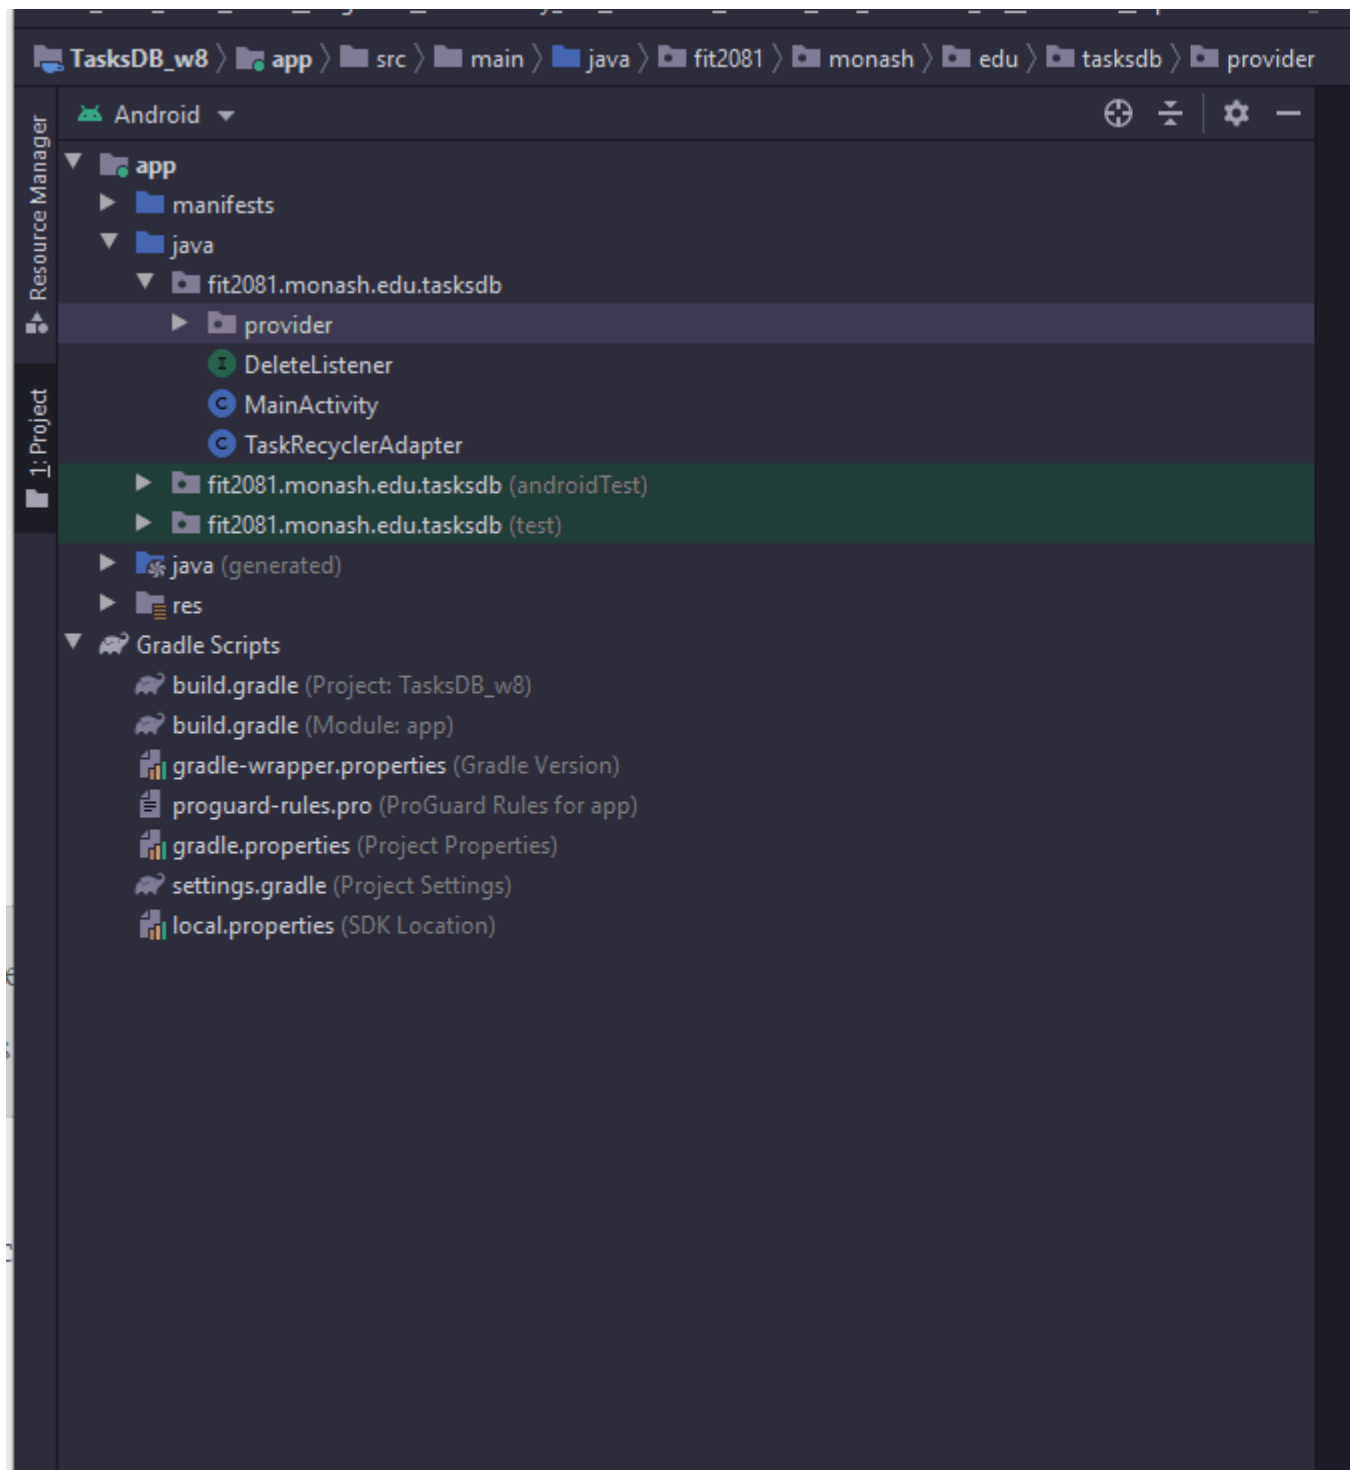 TasksDB_w8 app src main java fit2081 monash edu tasksdb provider
Resource Manager
1: Project
Android
app
manifests
java
fit2081.monash.edu.tasksdb
provider
DeleteListener
MainActivity
TaskRecyclerAdapter
fit2081.monash.edu.tasksdb (androidTest)
fit2081.monash.edu.tasksdb (test)
java (generated)
res
Gradle Scripts
build.gradle (Project: TasksDB_w8)
build.gradle (Module: app)
gradle-wrapper.properties (Gradle Version)
proguard-rules.pro (ProGuard Rules for app)
gradle.properties (Project Properties)
settings.gradle (Project Settings)
local.properties (SDK Location)